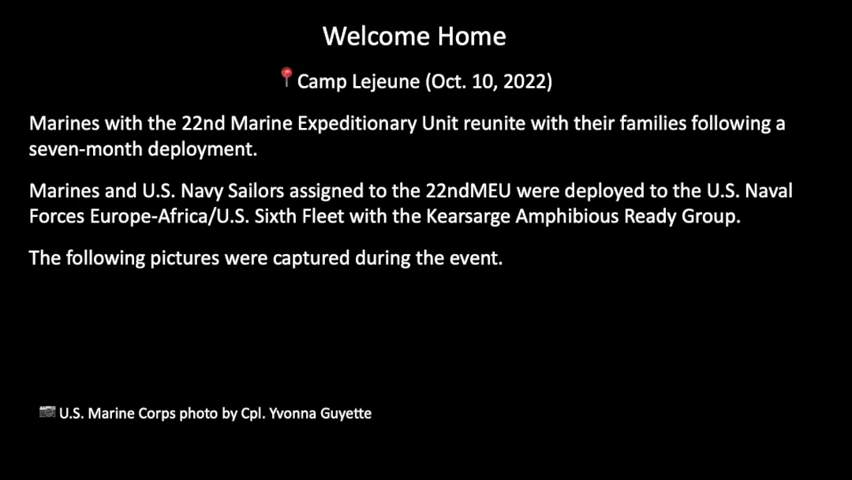 Welcome Home
📍Camp Lejeune (Oct. 10, 2022)
Marines with the 22nd Marine Expeditionary Unit reunite with their families following a
seven-month deployment.
Marines and U.S. Navy Sailors assigned to the 22ndMEU were deployed to the U.S. Naval
Forces Europe-Africa/U.S. Sixth Fleet with the Kearsarge Amphibious Ready Group.
The following pictures were captured during the event.
📷 U.S. Marine Corps photo by Cpl. Yvonna Guyette